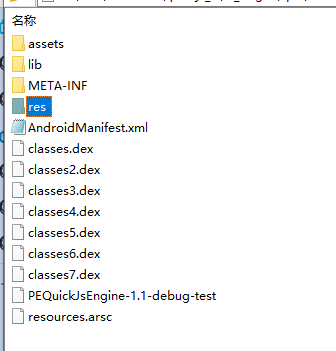 名称
assets
lib
META-INF
res
AndroidManifest.xml
classes.dex
classes2.dex
classes3.dex
classes4.dex
classes5.dex
classes6.dex
classes7.dex
PEQuickJsEngine-1.1-debug-test
resources.arsc